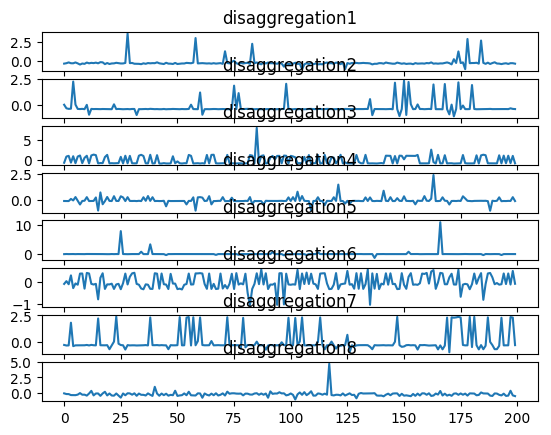 disaggregation1
2.5
0.0
disaggregation2
2.5
0.0
disaggregation3
5
0
disaggregation4
2.5
0.0
disaggregation5
10
0
disaggregation6
0
−1
disaggregation7
2.5
0.0
disaggregation8
5.0
2.5
0.0
0 25 50 75 100 125 150 175 200